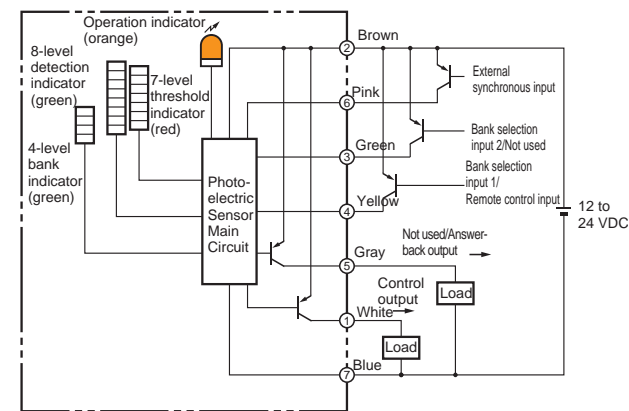 Operation indicator
(orange)
8-level
detection
indicator
(green)
7-level
threshold
indicator
(red)
4-level
bank
indicator
(green)
Photo-
electric
Sensor
Main
Circuit
2
Brown
6
Pink
3
Green
4
Yellow
5
Gray
1
White
7
Blue
External
synchronous input
Bank selection
input 2/Not used
Bank selection
input 1/
Remote control input
12 to
24 VDC
Not used/Answer-
back output
Control
output
Load
Load